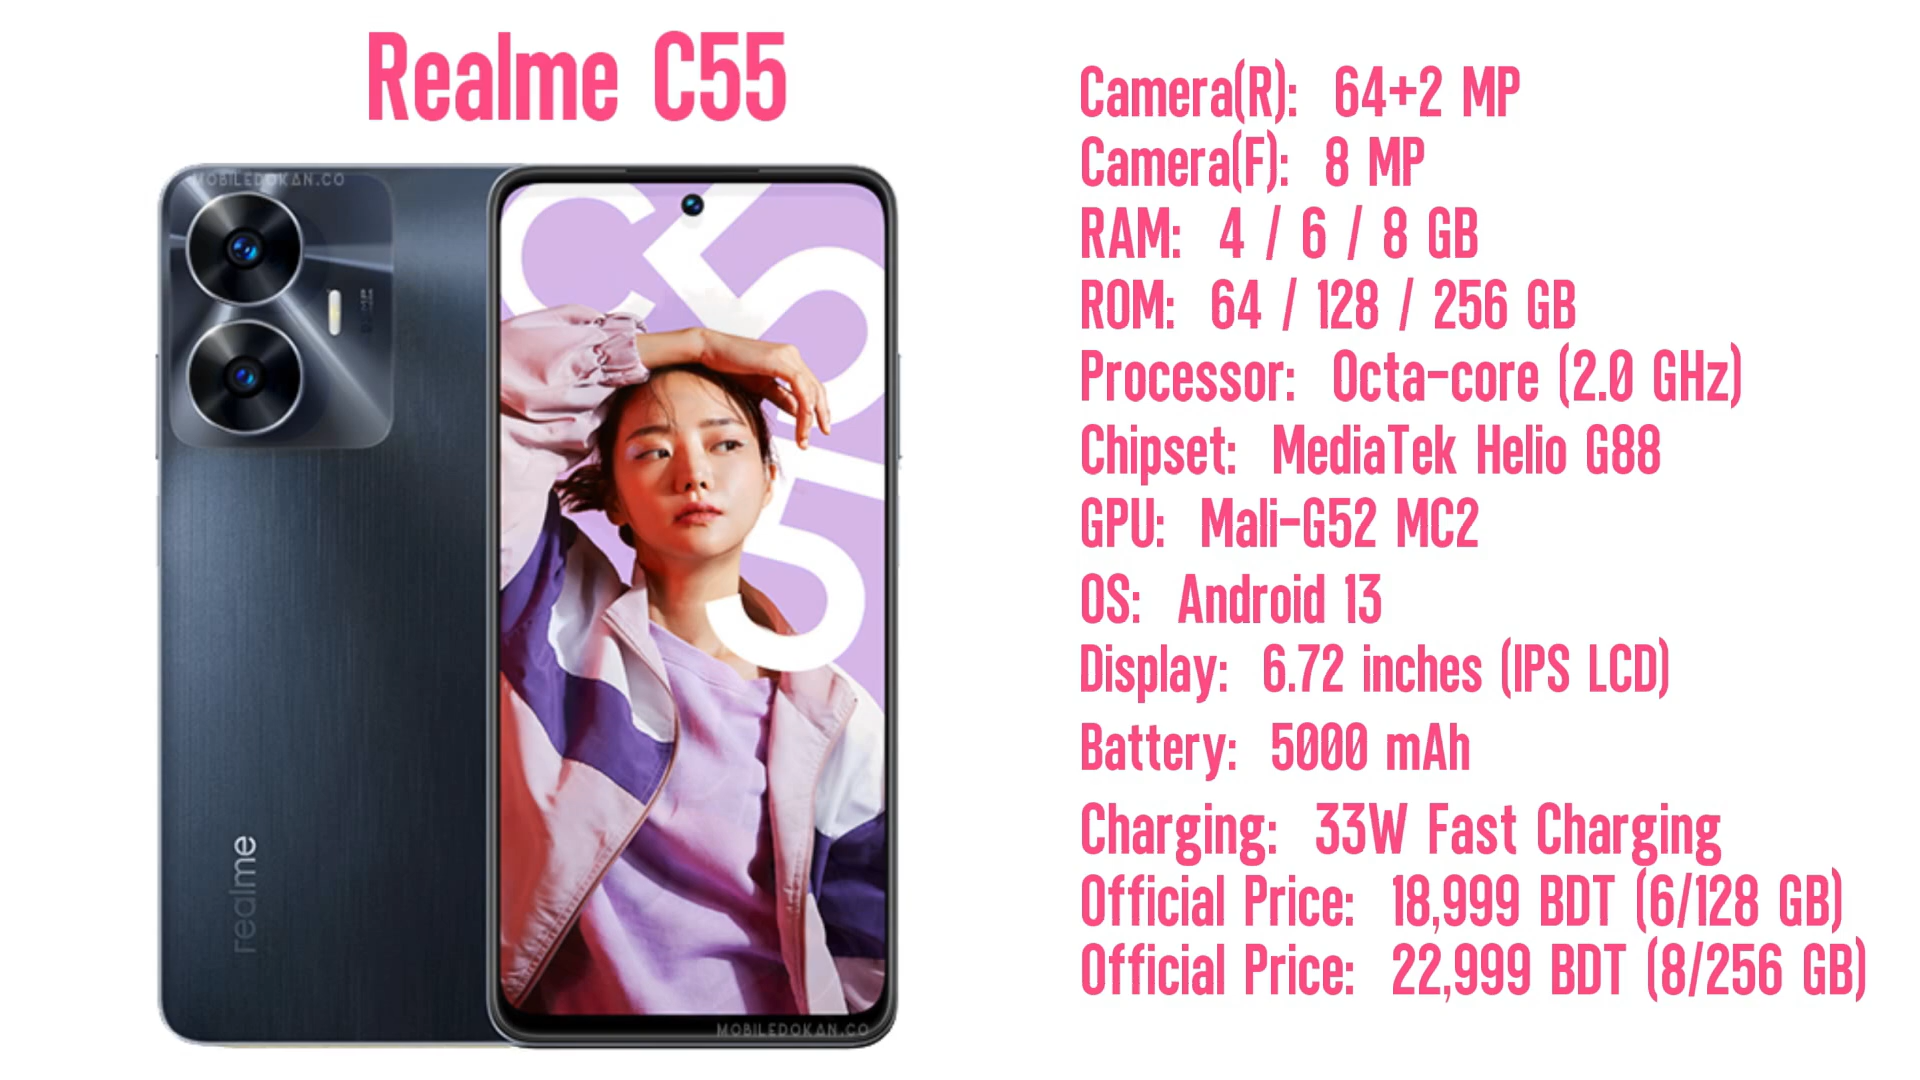 Realme C55
MOBILEDOKAN.CO
C55
realme
MOBILEDOKAN.CO
Camera(R): 64+2 MP
Camera(F): 8 MP
RAM: 4 / 6 / 8 GB
ROM: 64 / 128 / 256 GB
Processor: Octa-core (2.0 GHz)
Chipset: MediaTek Helio G88
GPU: Mali-G52 MC2
OS: Android 13
Display: 6.72 inches (IPS LCD)
Battery: 5000 mAh
Charging: 33W Fast Charging
Official Price: 18,999 BDT (6/128 GB)
Official Price: 22,999 BDT (8/256 GB)